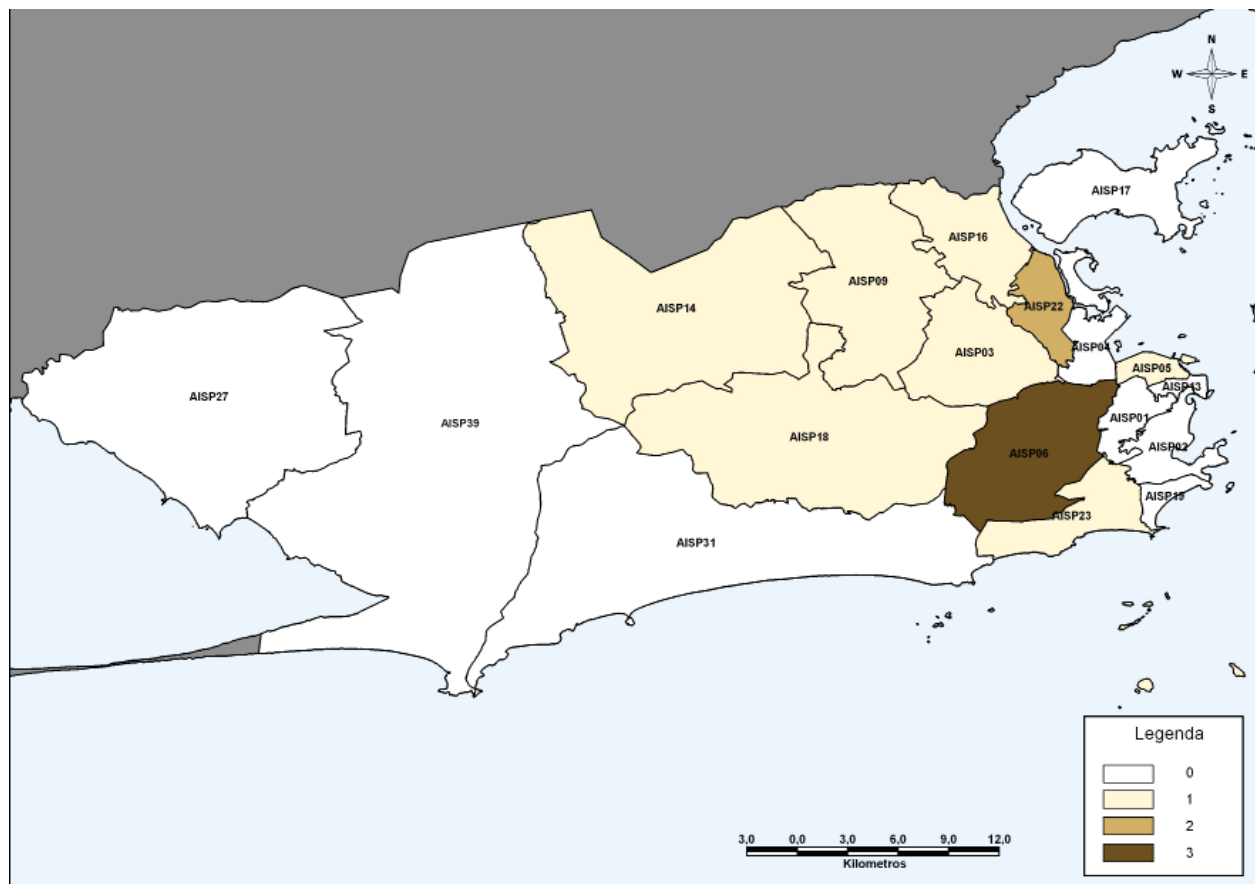 N
W E
S
AISP17
AISP16
AISP09
AISP14
AISP22
AISP04
AISP03
AISP05
AISP13
AISP27
AISP39
AISP01
AISP18
AISP02
AISP06
AISP19
AISP23
AISP31
Legenda
0
1
2
3
3,0 0,0 3,0 6,0 9,0 12,0
Kilometros